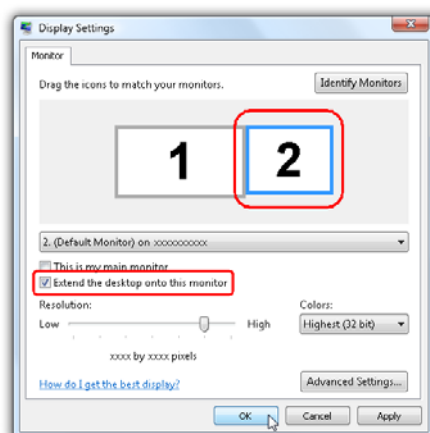 Display Settings
Monitor
Drag the icons to match your monitors.
Identify Monitors
1
2
2. (Default Monitor) on xxxxxxxxxx
This is my main monitor
Extend the desktop onto this monitor
Resolution:
Colors:
Low
High
Highest (32 bit)
xxxx by xxxx pixels
How do I get the best display?
Advanced Settings...
OK
Cancel
Apply